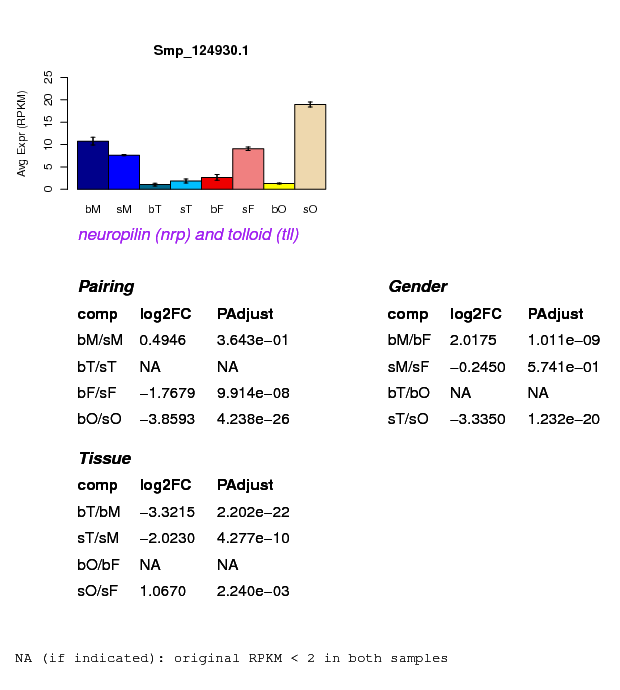 Smp_124930.1
Avg Expr (RPKM)
25
20
15
10
5
0
bM sM bT sT bF sF bO sO
neuropilin (nrp) and tolloid (tll)
Pairing
comp log2FC PAdjust
bM/sM 0.4946 3.643e−01
bT/sT NA NA
bF/sF −1.7679 9.914e−08
bO/sO −3.8593 4.238e−26
Gender
comp log2FC PAdjust
bM/bF 2.0175 1.011e−09
sM/sF −0.2450 5.741e−01
bT/bO NA NA
sT/sO −3.3350 1.232e−20
Tissue
comp log2FC PAdjust
bT/bM −3.3215 2.202e−22
sT/sM −2.0230 4.277e−10
bO/bF NA NA
sO/sF 1.0670 2.240e−03
NA (if indicated): original RPKM < 2 in both samples